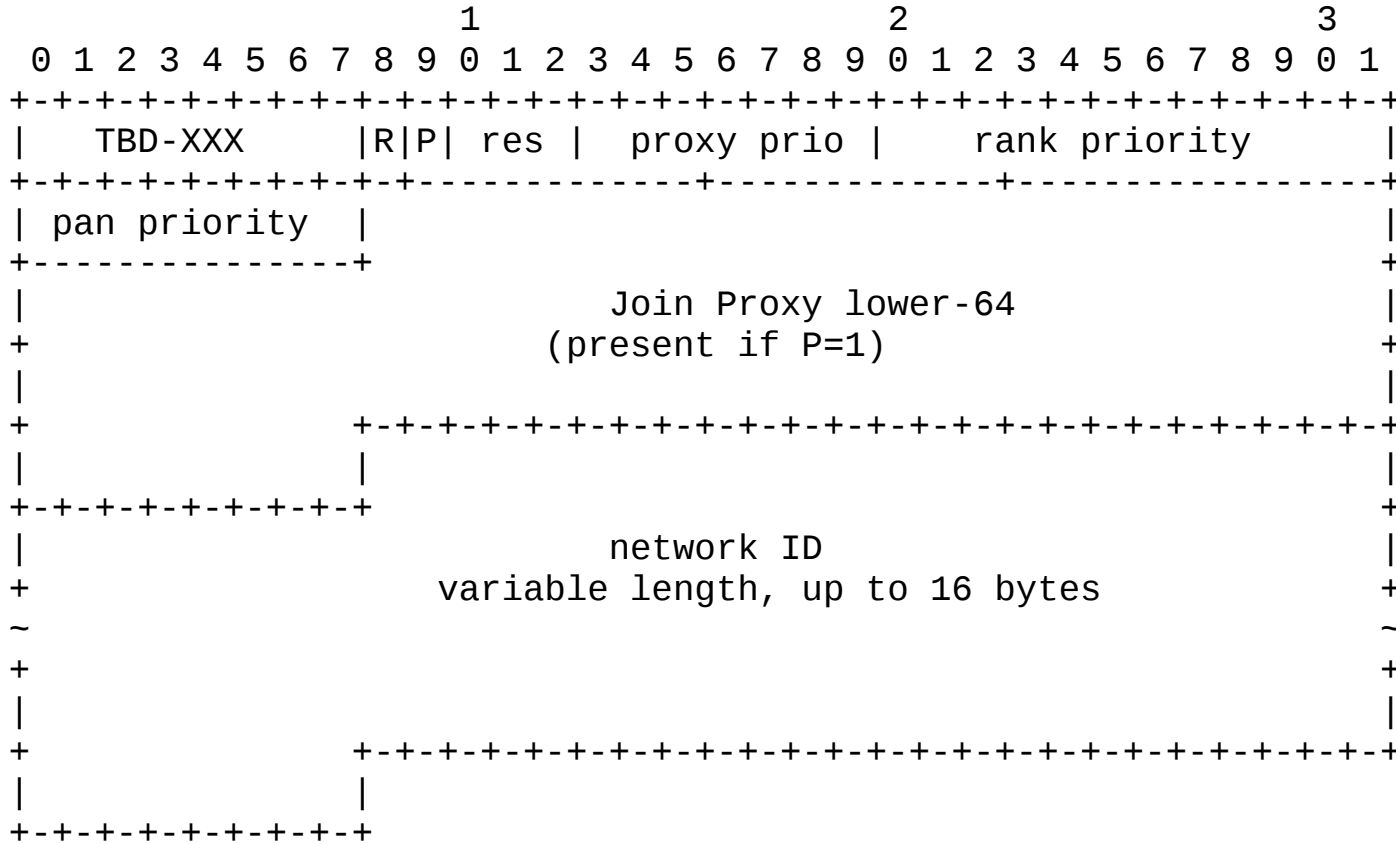 1                   2                   3
 0 1 2 3 4 5 6 7 8 9 0 1 2 3 4 5 6 7 8 9 0 1 2 3 4 5 6 7 8 9 0 1
+-+-+-+-+-+-+-+-+-+-+-+-+-+-+-+-+-+-+-+-+-+-+-+-+-+-+-+-+-+-+-+-+
|   TBD-XXX     |R|P| res |  proxy prio |    rank priority      |
+-+-+-+-+-+-+-+-+-+-------------+-------------+-----------------+
| pan priority  |                                               |
+---------------+                                               +
|                           Join Proxy lower-64                 |
+                        (present if P=1)                       +
|                                                               |
+               +-+-+-+-+-+-+-+-+-+-+-+-+-+-+-+-+-+-+-+-+-+-+-+-+
|               |                                               |
+-+-+-+-+-+-+-+-+                                               +
|                           network ID                          |
+                   variable length, up to 16 bytes             +
~                                                               ~
+                                                               +
|                                                               |
+               +-+-+-+-+-+-+-+-+-+-+-+-+-+-+-+-+-+-+-+-+-+-+-+-+
|               |
+-+-+-+-+-+-+-+-+